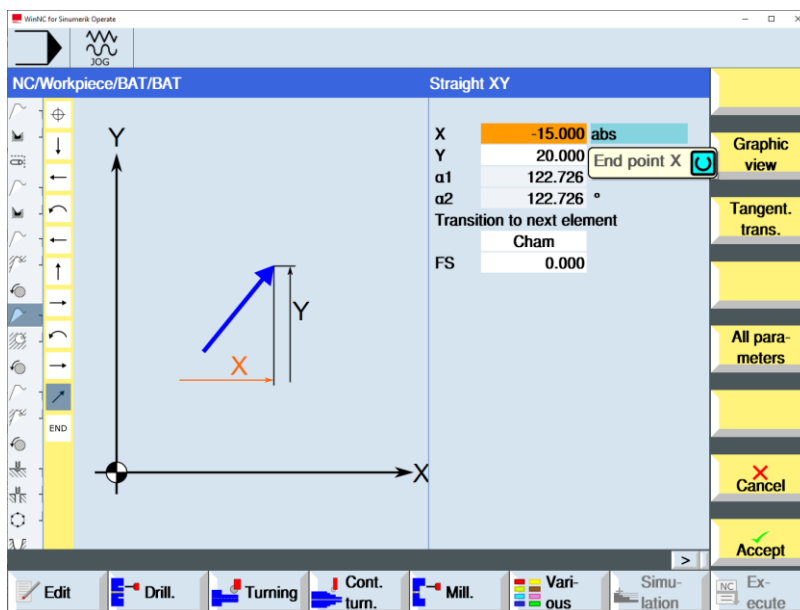 WinNC for Sinumerik Operate
JOG
NC/Workpiece/BAT/BAT
Straight XY
END
Y
Y
X
X
X -15.000 abs
Y 20.000
End point X
α1 122.726
α2 122.726 °
Transition to next element
Cham
FS 0.000
Graphic
view
Tangent.
trans.
All para-
meters
Cancel
Accept
>
Edit
Drill.
Turning
Cont.
turn.
Mill.
Vari-
ous
Simu-
lation
NC
Ex-
ecute